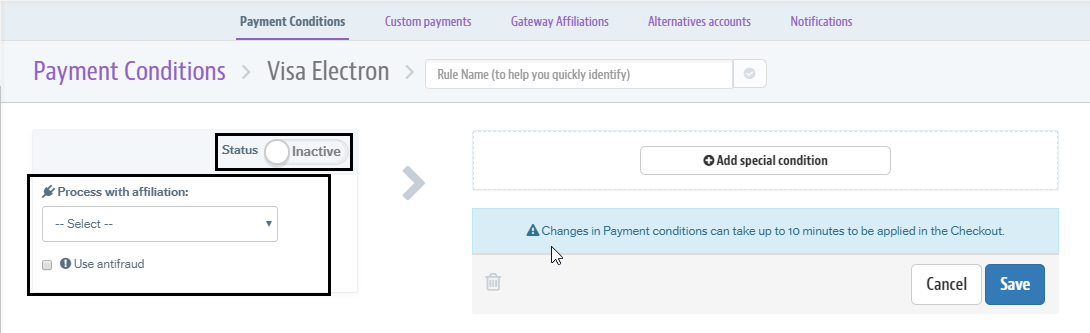 Payment Conditions Custom payments Gateway Affiliations Alternatives accounts Notifications
Payment Conditions > Visa Electron > Rule Name (to help you quickly identify)
Status Inactive
Process with affiliation:
-- Select --
Use antifraud
Add special condition
Changes in Payment conditions can take up to 10 minutes to be applied in the Checkout.
Cancel Save